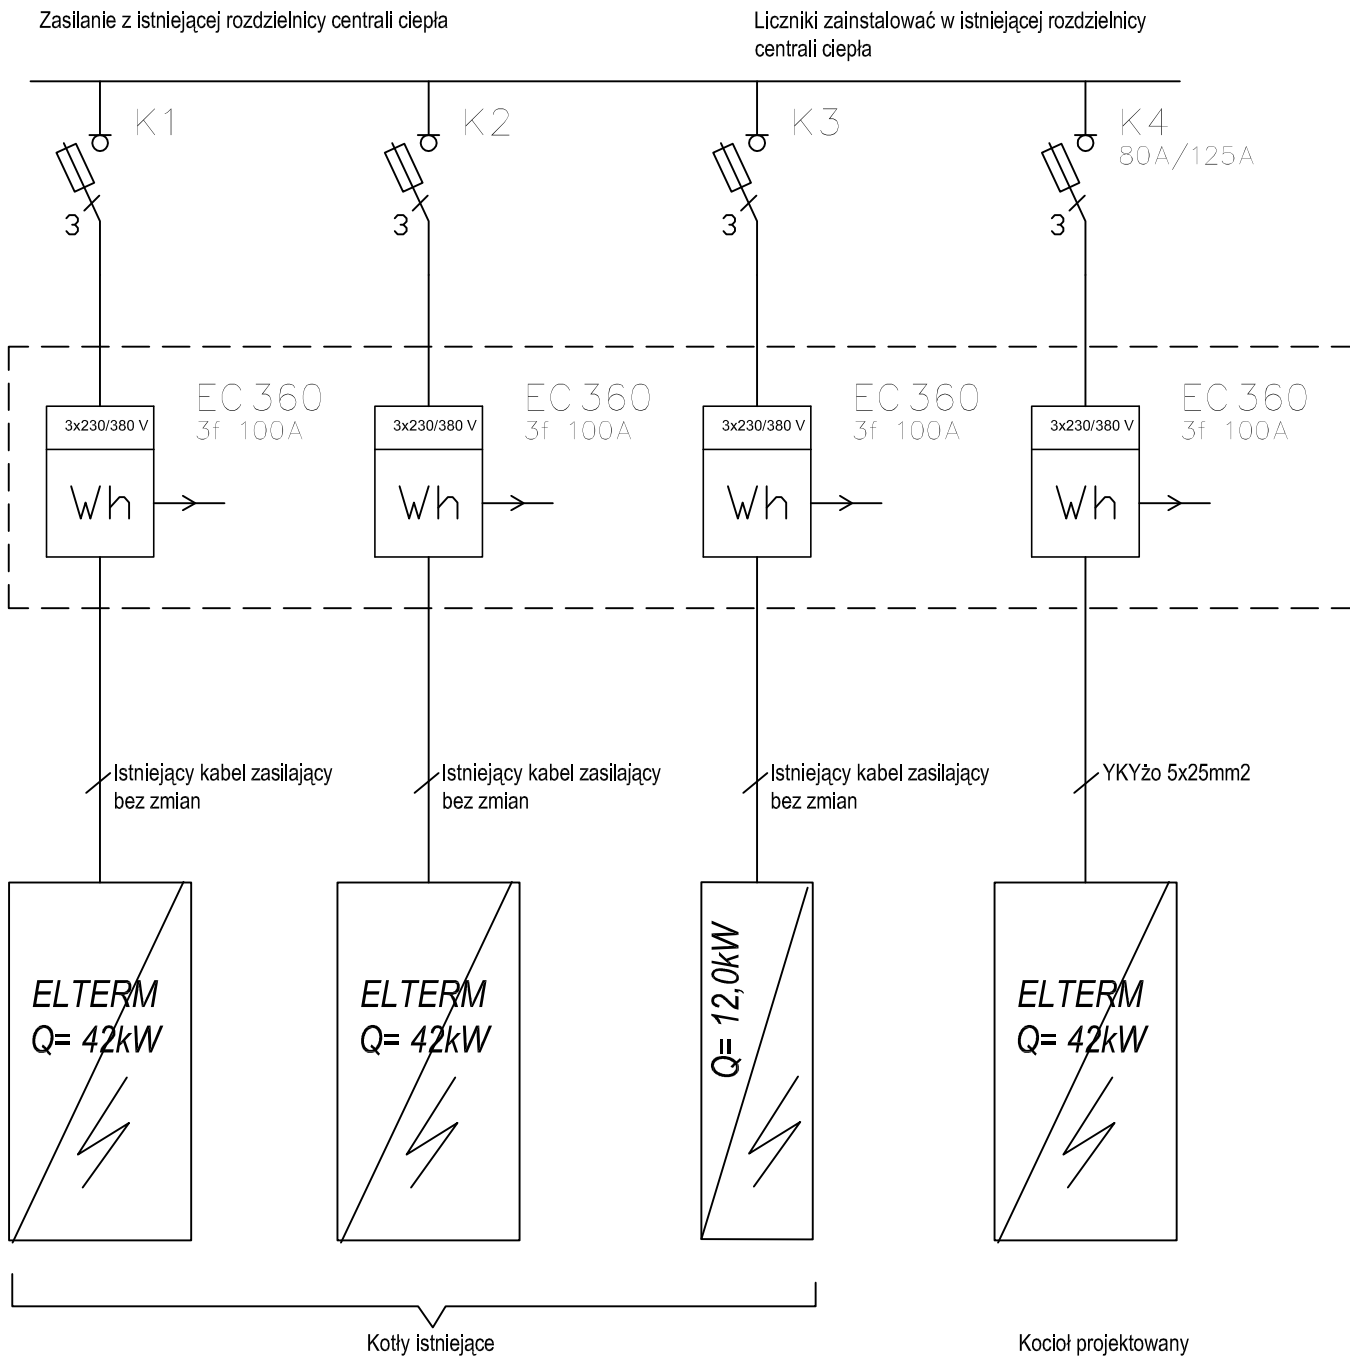 Zasilanie z istniejącej rozdzielnicy centrali ciepła
Liczniki zainstalować w istniejącej rozdzielnicy
centrali ciepła
K1
K2
K3
K4
80A/125A
3
3
3
3
3x230/380 V
EC 360
3f 100A
Wh
3x230/380 V
EC 360
3f 100A
Wh
3x230/380 V
EC 360
3f 100A
Wh
3x230/380 V
EC 360
3f 100A
Wh
Istniejący kabel zasilający
bez zmian
Istniejący kabel zasilający
bez zmian
Istniejący kabel zasilający
bez zmian
YKYżo 5x25mm2
ELTERM
Q= 42kW
ELTERM
Q= 42kW
Q= 12,0kW
ELTERM
Q= 42kW
Kotły istniejące
Kocioł projektowany